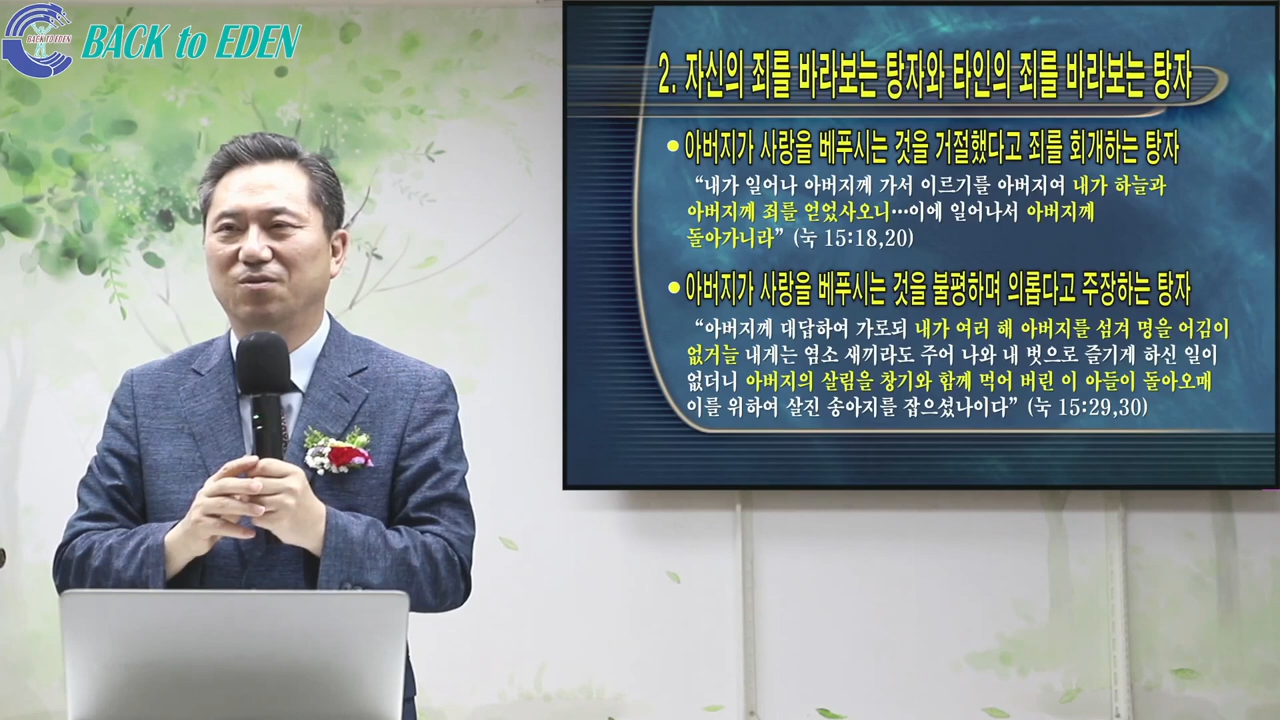 BACK TO EDEN
BACK to EDEN
2. 자신의 죄를 바라보는 탕자와 타인의 죄를 바라보는 탕자
• 아버지가 사랑을 베푸시는 것을 거절했다고 죄를 회개하는 탕자
“내가 일어나 아버지께 가서 이르기를 아버지여 내가 하늘과
아버지께 죄를 얻었사오니…이에 일어나서 아버지께
돌아가니라” (눅 15:18,20)
• 아버지가 사랑을 베푸시는 것을 불평하며 의롭다고 주장하는 탕자
“아버지께 대답하여 가로되 내가 여러 해 아버지를 섬겨 명을 어김이
없거늘 내게는 염소 새끼라도 주어 나와 내 벗으로 즐기게 하신 일이
없더니 아버지의 살림을 창기와 함께 먹어 버린 이 아들이 돌아오매
이를 위하여 살진 송아지를 잡으셨나이다” (눅 15:29,30)